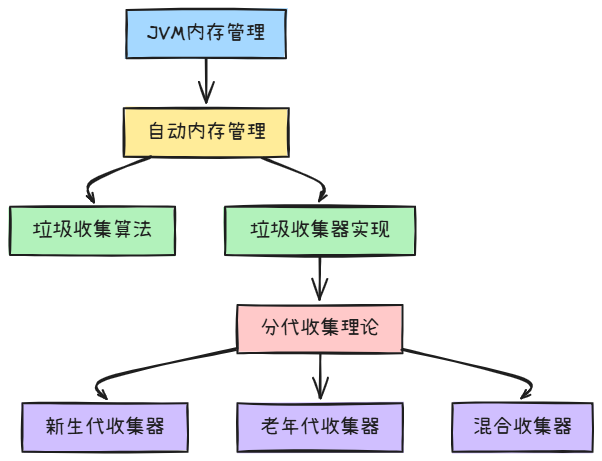 JVM内存管理
自动内存管理
垃圾收集算法
垃圾收集器实现
分代收集理论
新生代收集器
老年代收集器
混合收集器